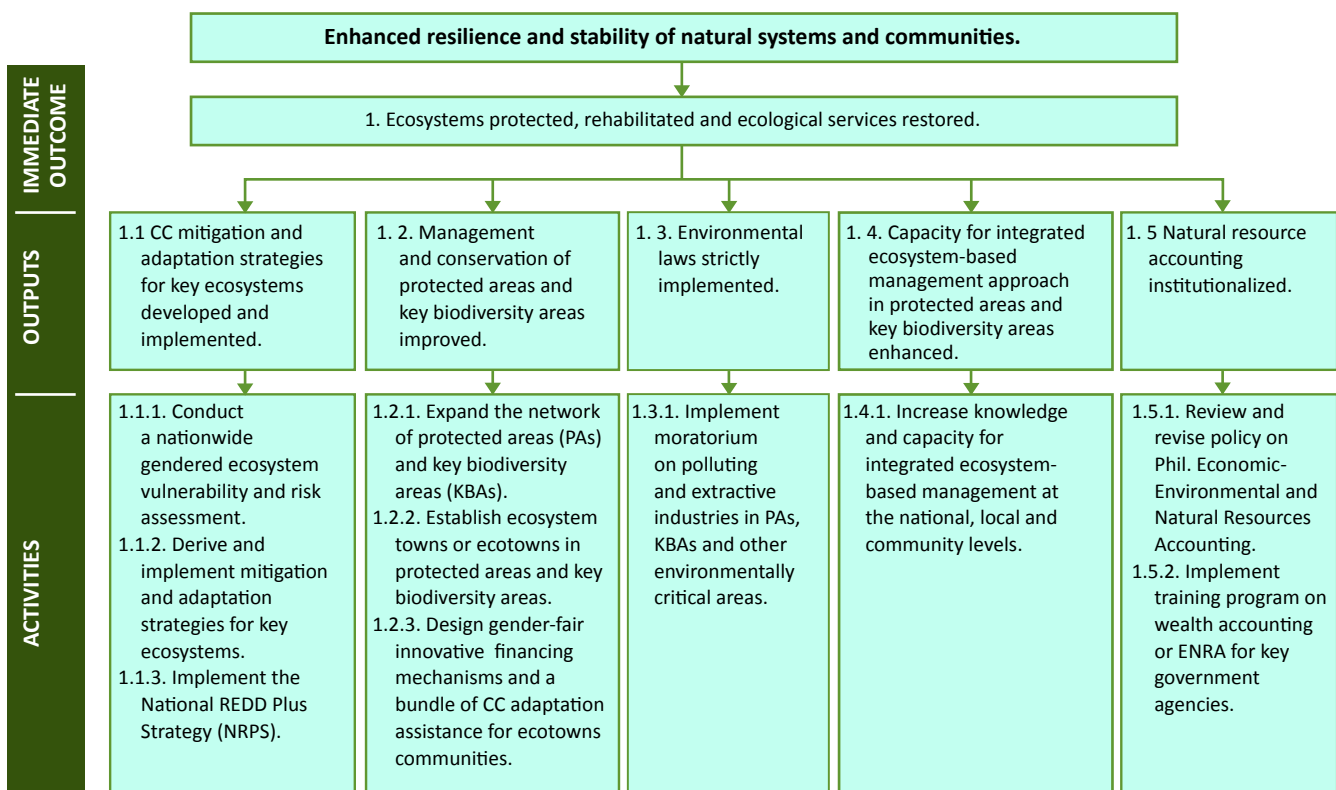 Enhanced resilience and stability of natural systems and communities.
IMMEDIATE
OUTCOME
1. Ecosystems protected, rehabilitated and ecological services restored.
OUTPUTS
1.1 CC mitigation and
adaptation strategies
for key ecosystems
developed and
implemented.
1. 2. Management
and conservation of
protected areas and
key biodiversity areas
improved.
1. 3. Environmental
laws strictly
implemented.
1. 4. Capacity for integrated
ecosystem-based
management approach
in protected areas and
key biodiversity areas
enhanced.
1. 5 Natural resource
accounting
institutionalized.
ACTIVITIES
1.1.1. Conduct
a nationwide
gendered ecosystem
vulnerability and risk
assessment.
1.1.2. Derive and
implement mitigation
and adaptation
strategies for key
ecosystems.
1.1.3. Implement the
National REDD Plus
Strategy (NRPS).
1.2.1. Expand the network
of protected areas (PAs)
and key biodiversity
areas (KBAs).
1.2.2. Establish ecosystem
towns or ecotowns in
protected areas and key
biodiversity areas.
1.2.3. Design gender-fair
innovative financing
mechanisms and a
bundle of CC adaptation
assistance for ecotowns
communities.
1.3.1. Implement
moratorium
on polluting
and extractive
industries in PAs,
KBAs and other
environmentally
critical areas.
1.4.1. Increase knowledge
and capacity for
integrated ecosystem-
based management at
the national, local and
community levels.
1.5.1. Review and
revise policy on
Phil. Economic-
Environmental and
Natural Resources
Accounting.
1.5.2. Implement
training program on
wealth accounting
or ENRA for key
government
agencies.